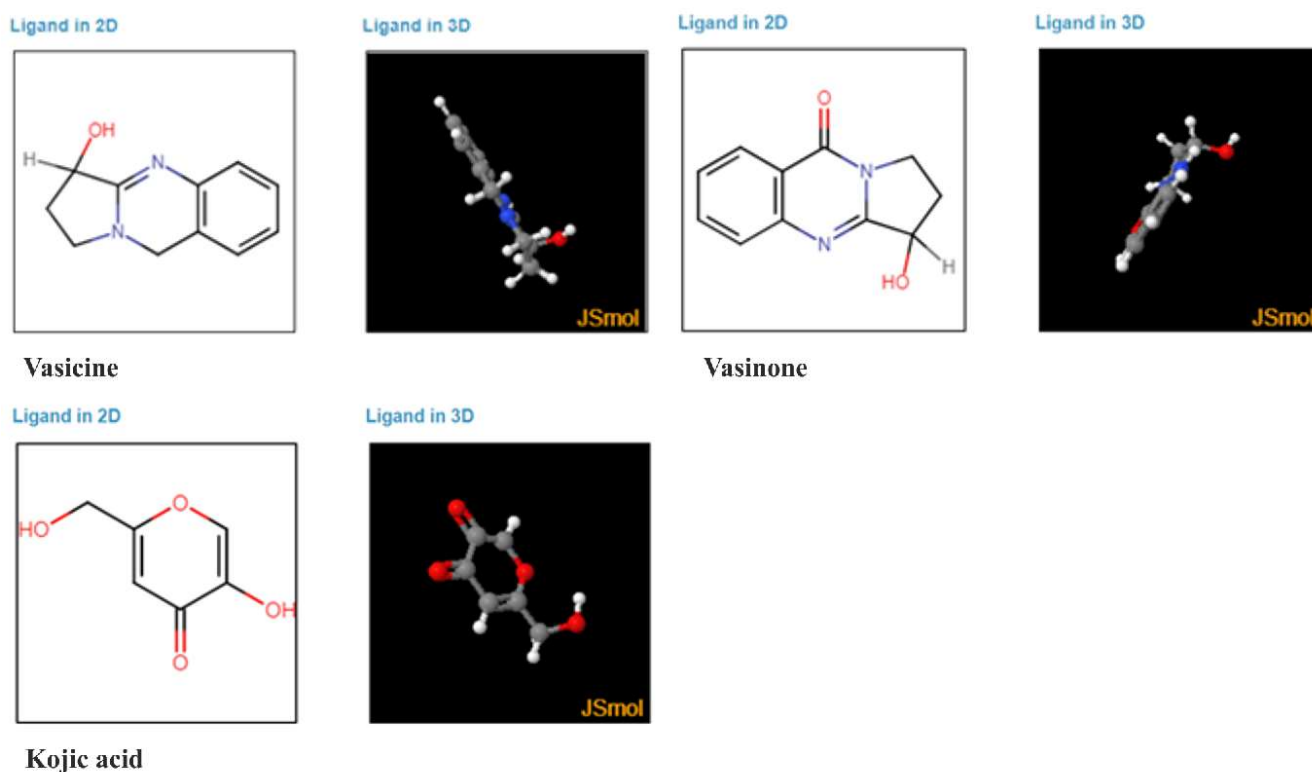 Ligand in 2D
Ligand in 3D
Ligand in 2D
Ligand in 3D
OH
H
N
N
JSmol
O
N
N
HO
H
JSmol
Vasicine
Vasinone
Ligand in 2D
Ligand in 3D
O
HO
OH
O
JSmol
Kojic acid